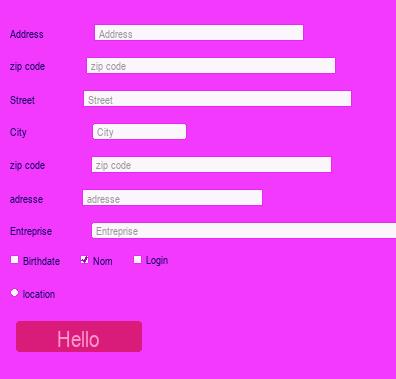 Address Address
zip code zip code
Street Street
City City
zip code zip code
adresse adresse
Entreprise Entreprise
Birthdate Nom Login
location
Hello